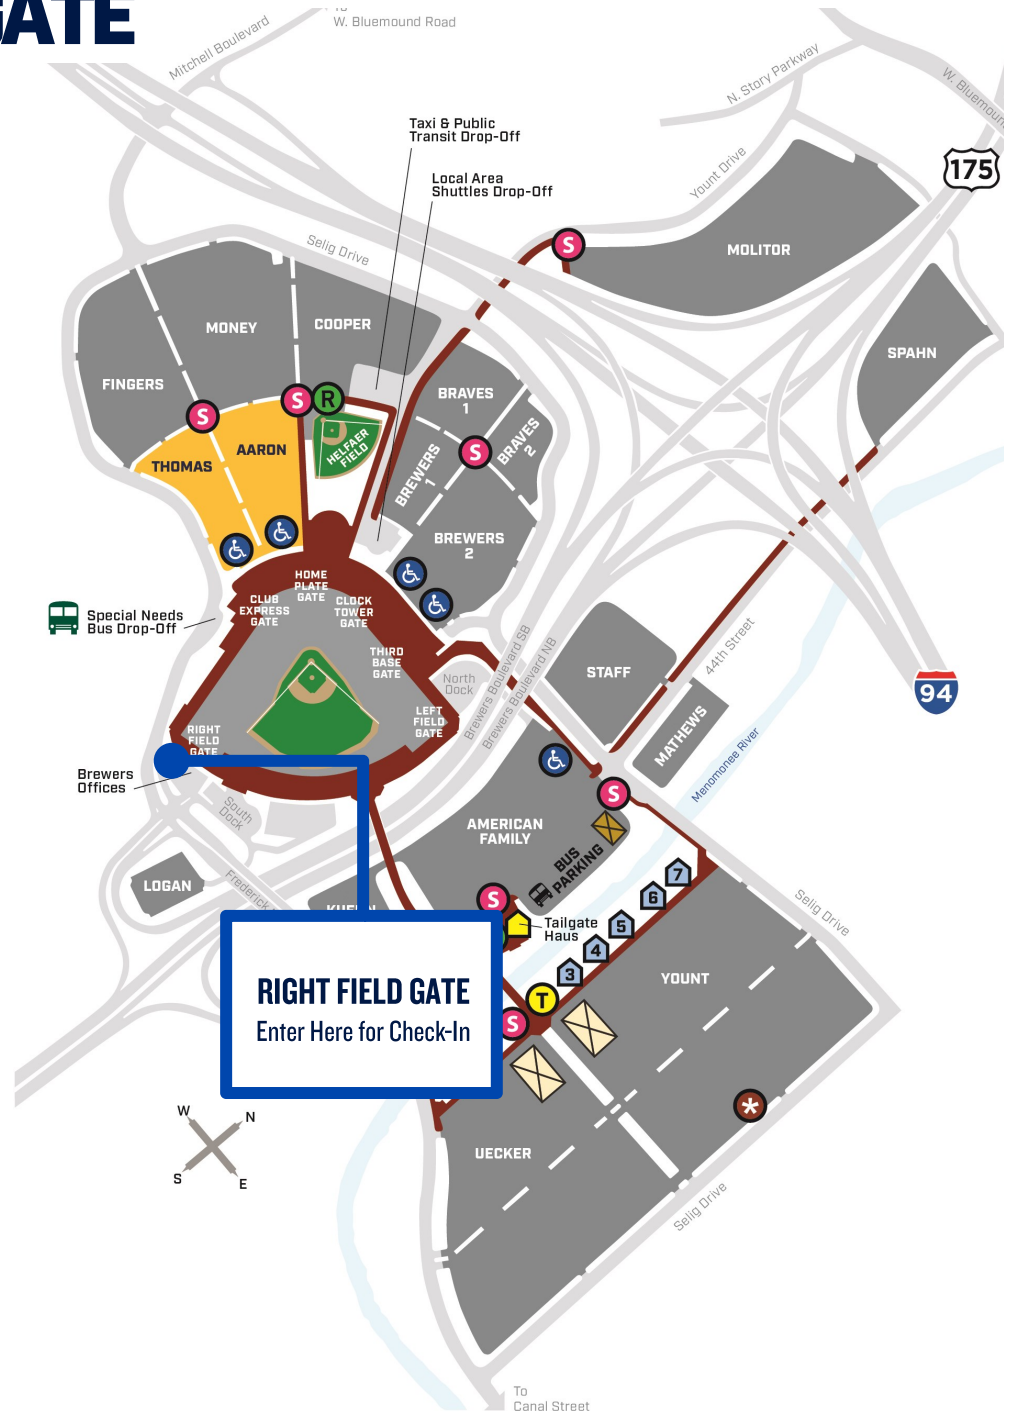 GATE
To
W. Bluemound Road
Mitchell Boulevard
N. Story Parkway
W. Bluemound
175
Taxi & Public
Transit Drop-Off
Local Area
Shuttles Drop-Off
Yount Drive
Selig Drive
S
MOLITOR
MONEY
COOPER
SPAHN
FINGERS
BRAVES
1
S
S
R
BRAVES
2
HELFAER
FIELD
THOMAS
AARON
S
BREWERS
1
BREWERS
2
HOME
PLATE
GATE
CLUB
EXPRESS
GATE
CLOCK
TOWER
GATE
Special Needs
Bus Drop-Off
THIRD
BASE
GATE
North
Dock
Brewers Boulevard SB
Brewers Boulevard NB
STAFF
44th Street
94
LEFT
FIELD
GATE
RIGHT
FIELD
GATE
MATHEWS
Menomonee River
Brewers
Offices
South
Dock
S
AMERICAN
FAMILY
BUS
PARKING
LOGAN
Frederick
7
6
S
Tailgate
Haus
5
4
3
Selig Drive
YOUNT
T
S
RIGHT FIELD GATE
Enter Here for Check-In
*
W
N
S
E
UECKER
Selig Drive
To
Canal Street